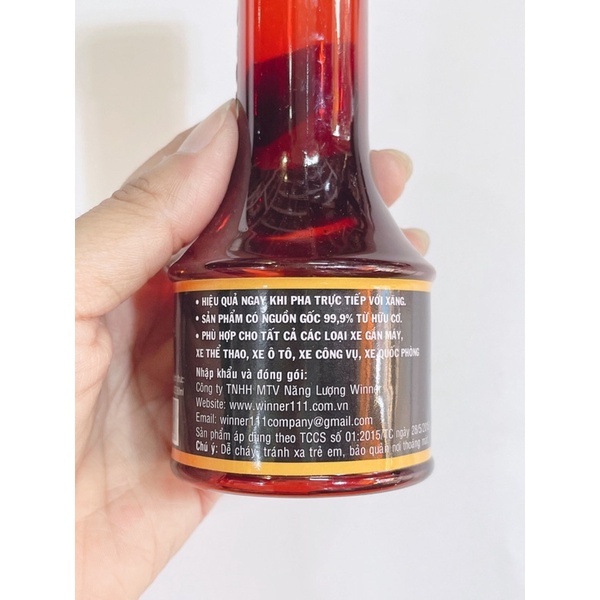 • HIỆU QUẢ NGAY KHI PHA TRỰC TIẾP VỚI XĂNG.
• SẢN PHẨM CÓ NGUỒN GỐC 99,9% TỪ HỮU CƠ.
• PHÙ HỢP CHO TẤT CẢ CÁC LOẠI XE GẮN MÁY,
XE THỂ THAO, XE Ô TÔ, XE CÔNG VỤ, XE QUỐC PHÒNG
Nhập khẩu và đóng gói:
Công ty TNHH MTV Năng Lượng Winner
Website: www.winner111.com.vn
Email: winner111company@gmail.com
Sản phẩm áp dụng theo TCCS số 01:2015/TC ngày 28/5/
Chú ý: Dễ cháy, tránh xa trẻ em, bảo quản nơi thoáng